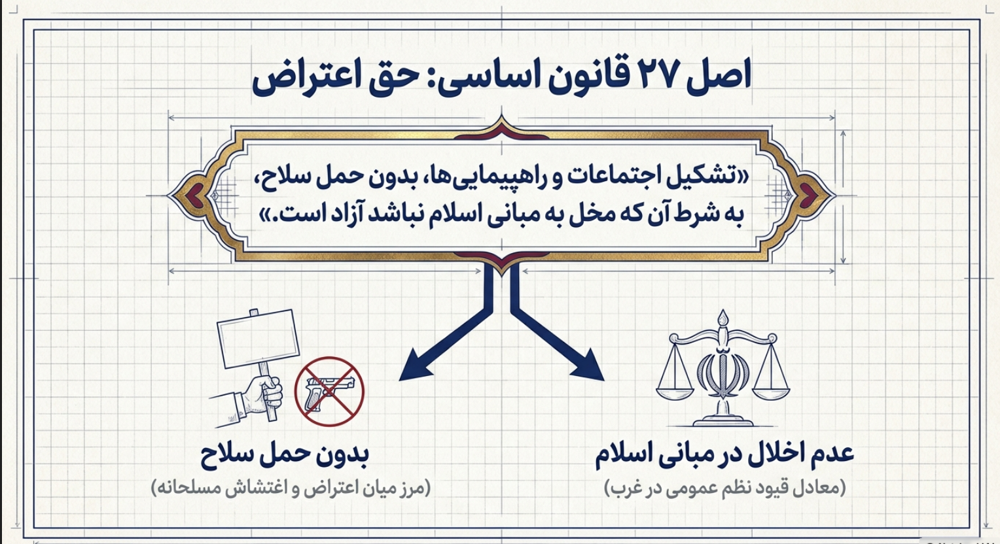 اصل ۲۷ قانون اساسی: حق اعتراض
«تشکیل اجتماعات و راهپیمایی‌ها، بدون حمل سلاح،
به شرط آن که مخل به مبانی اسلام نباشد آزاد است.»
عدم اخلال در مبانی اسلام
(معادل قیود نظم عمومی در غرب)
بدون حمل سلاح
(مرز میان اعتراض و اغتشاش مسلحانه)